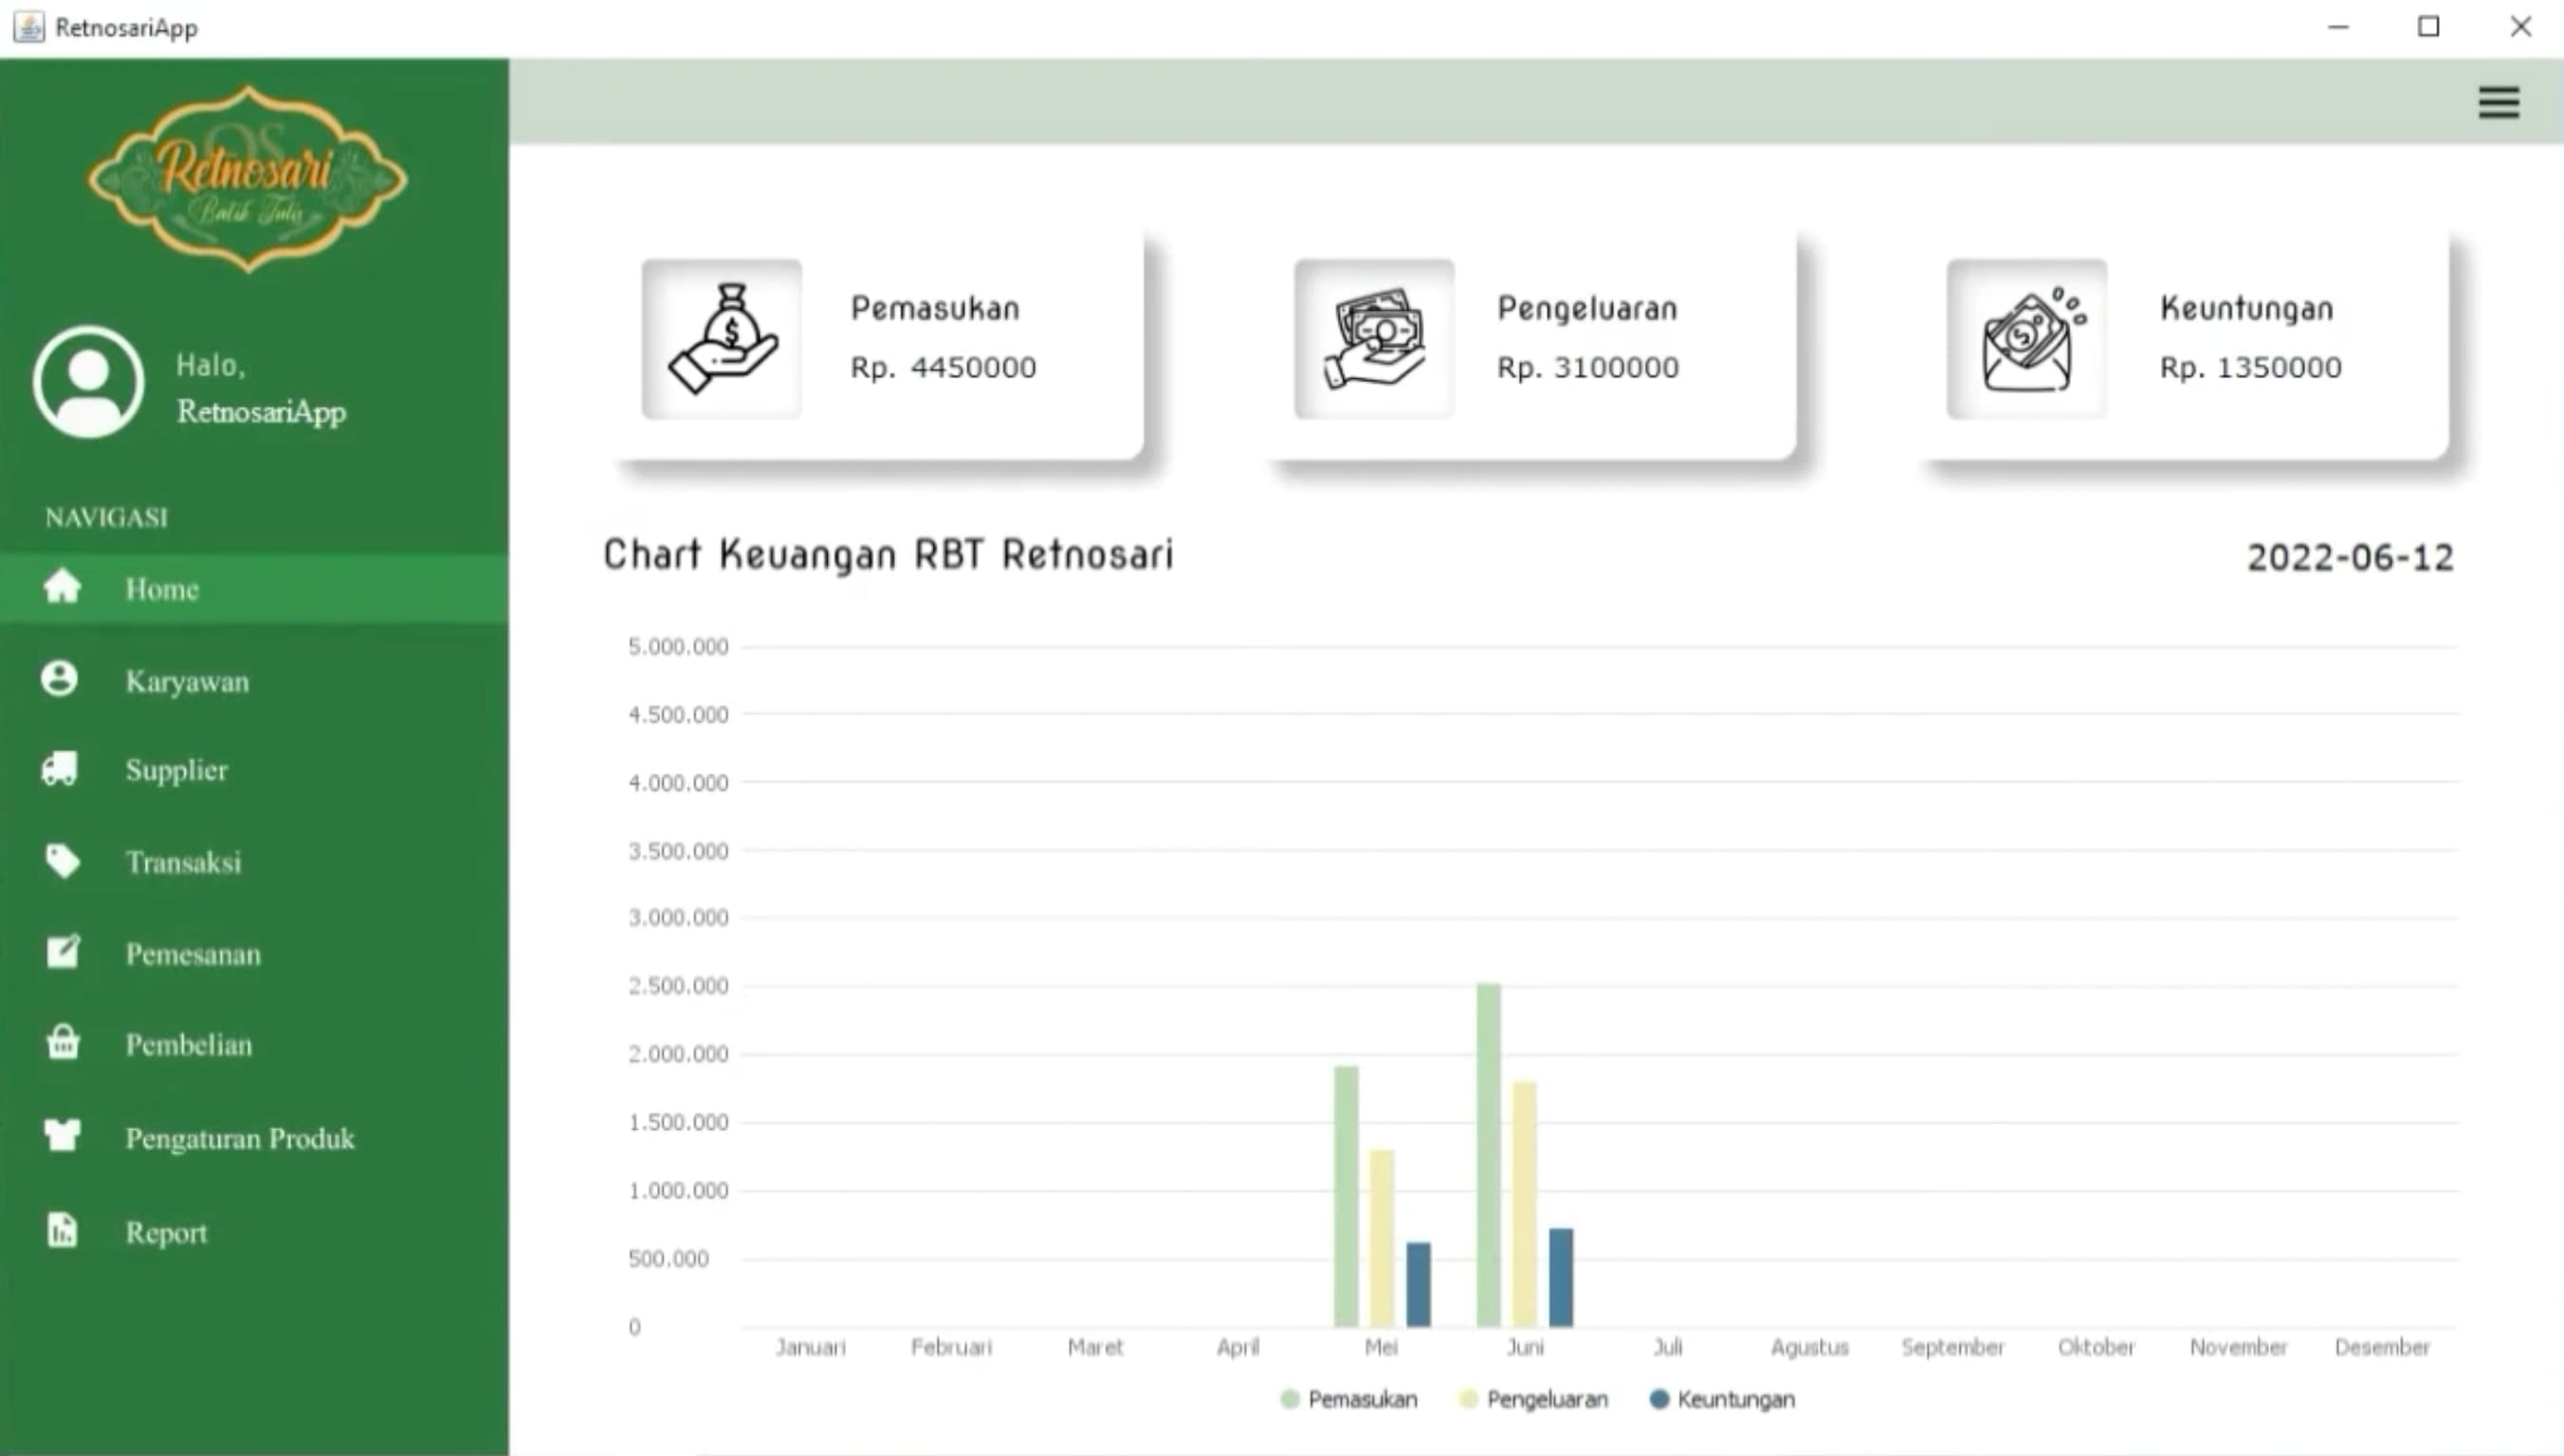 RetnosariApp
Retnosari
Batik Tulis
Halo,
RetnosariApp
NAVIGASI
Home
Karyawan
Supplier
Transaksi
Pemesanan
Pembelian
Pengaturan Produk
Report
Pemasukan
Rp. 4450000
Pengeluaran
Rp. 3100000
Keuntungan
Rp. 1350000
Chart Keuangan RBT Retnosari
2022-06-12
5.000.000
4.500.000
4.000.000
3.500.000
3.000.000
2.500.000
2.000.000
1.500.000
1.000.000
500.000
0
Januari Februari Maret April Mei Juni Juli Agustus September Oktober November Desember
Pemasukan Pengeluaran Keuntungan